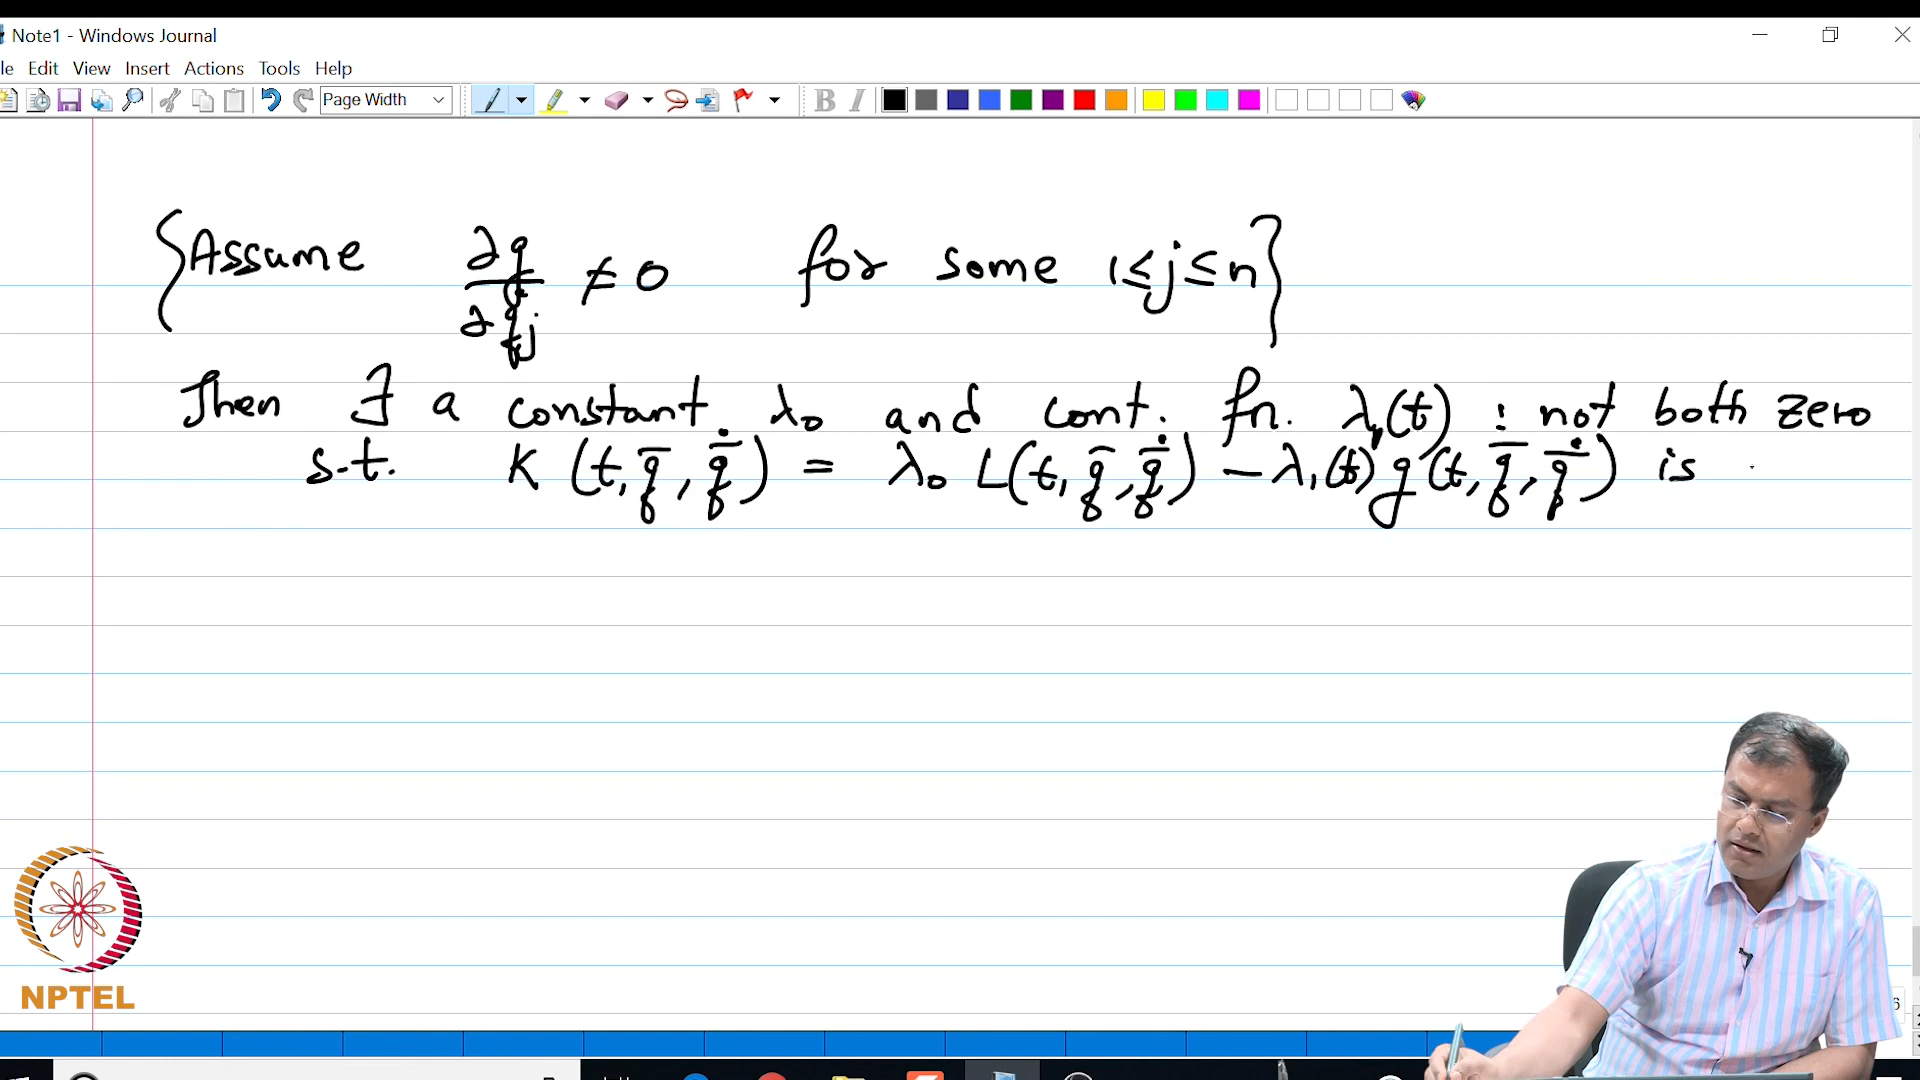 Note1 - Windows Journal
le Edit View Insert Actions Tools Help
Page Width B I
{Assume ∂g/∂qj ≠ 0 for some 1≤j≤n}
Then ∃ a constant λ₀ and cont. fn. λ₁(t) : not both zero
s.t. K (t, q̄, q̄̇) = λ₀ L(t, q̄, q̄̇) – λ₁(t) g (t, q̄, q̄̇) is
NPTEL